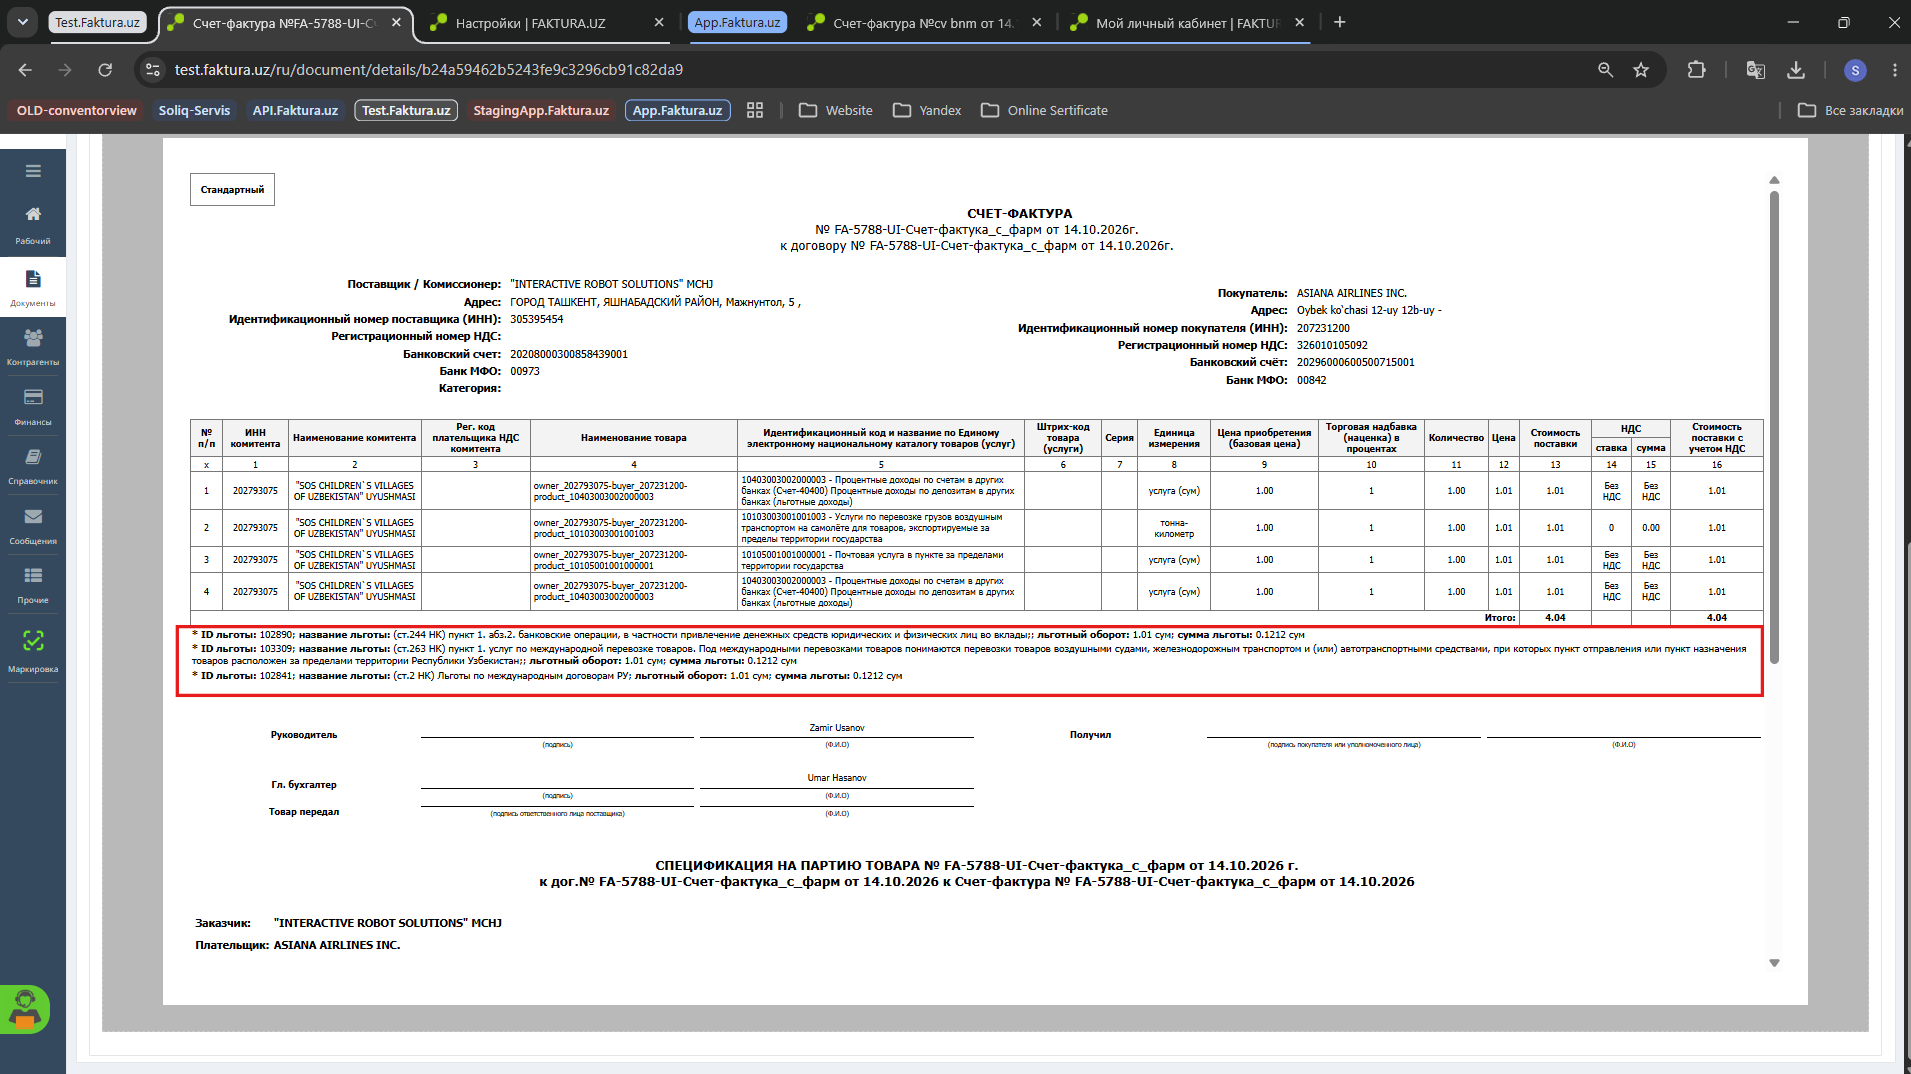 Test.Faktura.uz
Счет-фактура №FA-5788-UI-С
Настройки | FAKTURA.UZ
App.Faktura.uz
Счет-фактура №cv bnm от 14.
Мой личный кабинет | FAKTUR
test.faktura.uz/ru/document/details/b24a59462b5243fe9c3296cb91c82da9
S
OLD-conventorview
Soliq-Servis
API.Faktura.uz
Test.Faktura.uz
StagingApp.Faktura.uz
App.Faktura.uz
Website
Yandex
Online Sertificate
Все закладки
Рабочий
Документы
Контрагенты
Финансы
Справочник
Сообщения
Прочие
Маркировка
Стандартный
СЧЕТ-ФАКТУРА
№ FA-5788-UI-Счет-фактука_с_фарм от 14.10.2026г.
к договору № FA-5788-UI-Счет-фактука_с_фарм от 14.10.2026г.
Поставщик / Комиссионер: "INTERACTIVE ROBOT SOLUTIONS" MCHJ
Адрес: ГОРОД ТАШКЕНТ, ЯШНАБАДСКИЙ РАЙОН, Мажнунтол, 5 ,
Идентификационный номер поставщика (ИНН): 305395454
Регистрационный номер НДС:
Банковский счет: 20208000300858439001
Банк МФО: 00973
Категория:
Покупатель: ASIANA AIRLINES INC.
Адрес: Oybek ko`chasi 12-uy 12b-uy -
Идентификационный номер покупателя (ИНН): 207231200
Регистрационный номер НДС: 326010105092
Банковский счёт: 20296000600500715001
Банк МФО: 00842
№ п/п ИНН комитента Наименование комитента Рег. код плательщика НДС комитента Наименование товара Идентификационный код и название по Единому электронному национальному каталогу товаров (услуг) Штрих-код товара (услуги) Серия Единица измерения Цена приобретения (базовая цена) Торговая надбавка (наценка) в процентах Количество Цена Стоимость поставки НДС ставка сумма Стоимость поставки с учетом НДС
x 1 2 3 4 5 6 7 8 9 10 11 12 13 14 15 16
1 202793075 "SOS CHILDREN`S VILLAGES OF UZBEKISTAN" UYUSHMASI owner_202793075-buyer_207231200-product_10403003002000003 10403003002000003 - Процентные доходы по счетам в других банках (Счет-40400) Процентные доходы по депозитам в других банках (льготные доходы) услуга (сум) 1.00 1 1.00 1.01 1.01 Без НДС Без НДС 1.01
2 202793075 "SOS CHILDREN`S VILLAGES OF UZBEKISTAN" UYUSHMASI owner_202793075-buyer_207231200-product_10103003001001003 10103003001001003 - Услуги по перевозке грузов воздушным транспортом на самолёте для товаров, экспортируемые за пределы территории государства тонна-километр 1.00 1 1.00 1.01 1.01 0 0.00 1.01
3 202793075 "SOS CHILDREN`S VILLAGES OF UZBEKISTAN" UYUSHMASI owner_202793075-buyer_207231200-product_10105001001000001 10105001001000001 - Почтовая услуга в пункте за пределами территории государства услуга (сум) 1.00 1 1.00 1.01 1.01 Без НДС Без НДС 1.01
4 202793075 "SOS CHILDREN`S VILLAGES OF UZBEKISTAN" UYUSHMASI owner_202793075-buyer_207231200-product_10403003002000003 10403003002000003 - Процентные доходы по счетам в других банках (Счет-40400) Процентные доходы по депозитам в других банках (льготные доходы) услуга (сум) 1.00 1 1.00 1.01 1.01 Без НДС Без НДС 1.01
Итого: 4.04 4.04
* ID льготы: 102890; название льготы: (ст.244 НК) пункт 1. абз.2. банковские операции, в частности привлечение денежных средств юридических и физических лиц во вклады;; льготный оборот: 1.01 сум; сумма льготы: 0.1212 сум
* ID льготы: 103309; название льготы: (ст.263 НК) пункт 1. услуг по международной перевозке товаров. Под международными перевозками товаров понимаются перевозки товаров воздушными судами, железнодорожным транспортом и (или) автотранспортными средствами, при которых пункт отправления или пункт назначения
товаров расположен за пределами территории Республики Узбекистан;; льготный оборот: 1.01 сум; сумма льготы: 0.1212 сум
* ID льготы: 102841; название льготы: (ст.2 НК) Льготы по международным договорам РУ; льготный оборот: 1.01 сум; сумма льготы: 0.1212 сум
Руководитель Zamir Usanov Получил
(подпись) (Ф.И.О) (подпись покупателя или уполномоченного лица) (Ф.И.О)
Гл. бухгалтер Umar Hasanov
(подпись) (Ф.И.О)
Товар передал
(подпись ответственного лица поставщика) (Ф.И.О)
СПЕЦИФИКАЦИЯ НА ПАРТИЮ ТОВАРА № FA-5788-UI-Счет-фактука_с_фарм от 14.10.2026 г.
к дог.№ FA-5788-UI-Счет-фактука_с_фарм от 14.10.2026 к Счет-фактура № FA-5788-UI-Счет-фактука_с_фарм от 14.10.2026
Заказчик: "INTERACTIVE ROBOT SOLUTIONS" MCHJ
Плательщик: ASIANA AIRLINES INC.